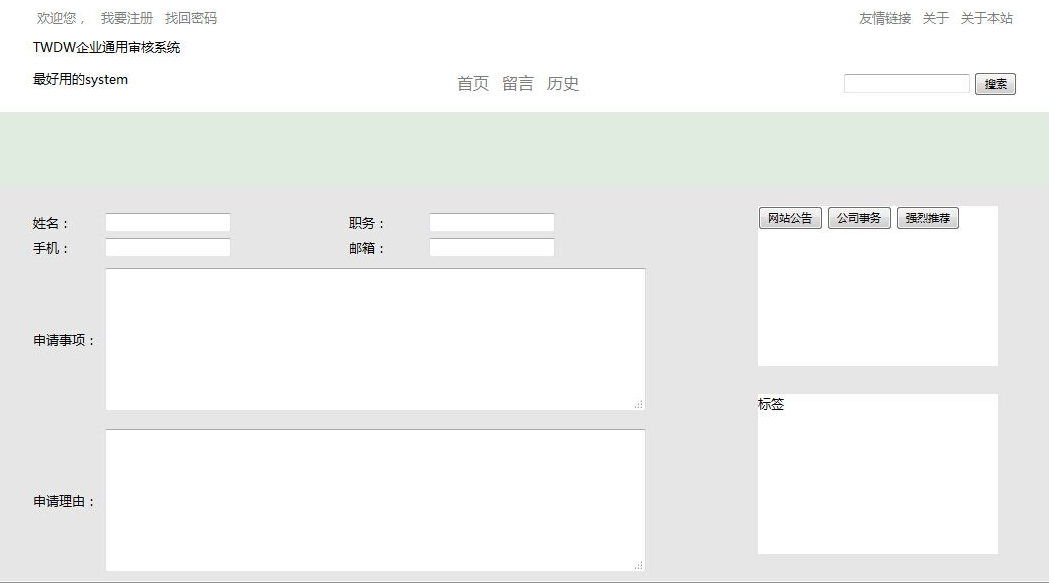 欢迎您， 我要注册 找回密码 友情链接 关于 关于本站
TWDW企业通用审核系统
最好用的system
首页 留言 历史 搜索
网站公告 公司事务 强烈推荐
姓名： 职务：
手机： 邮箱：
申请事项：
标签
申请理由：